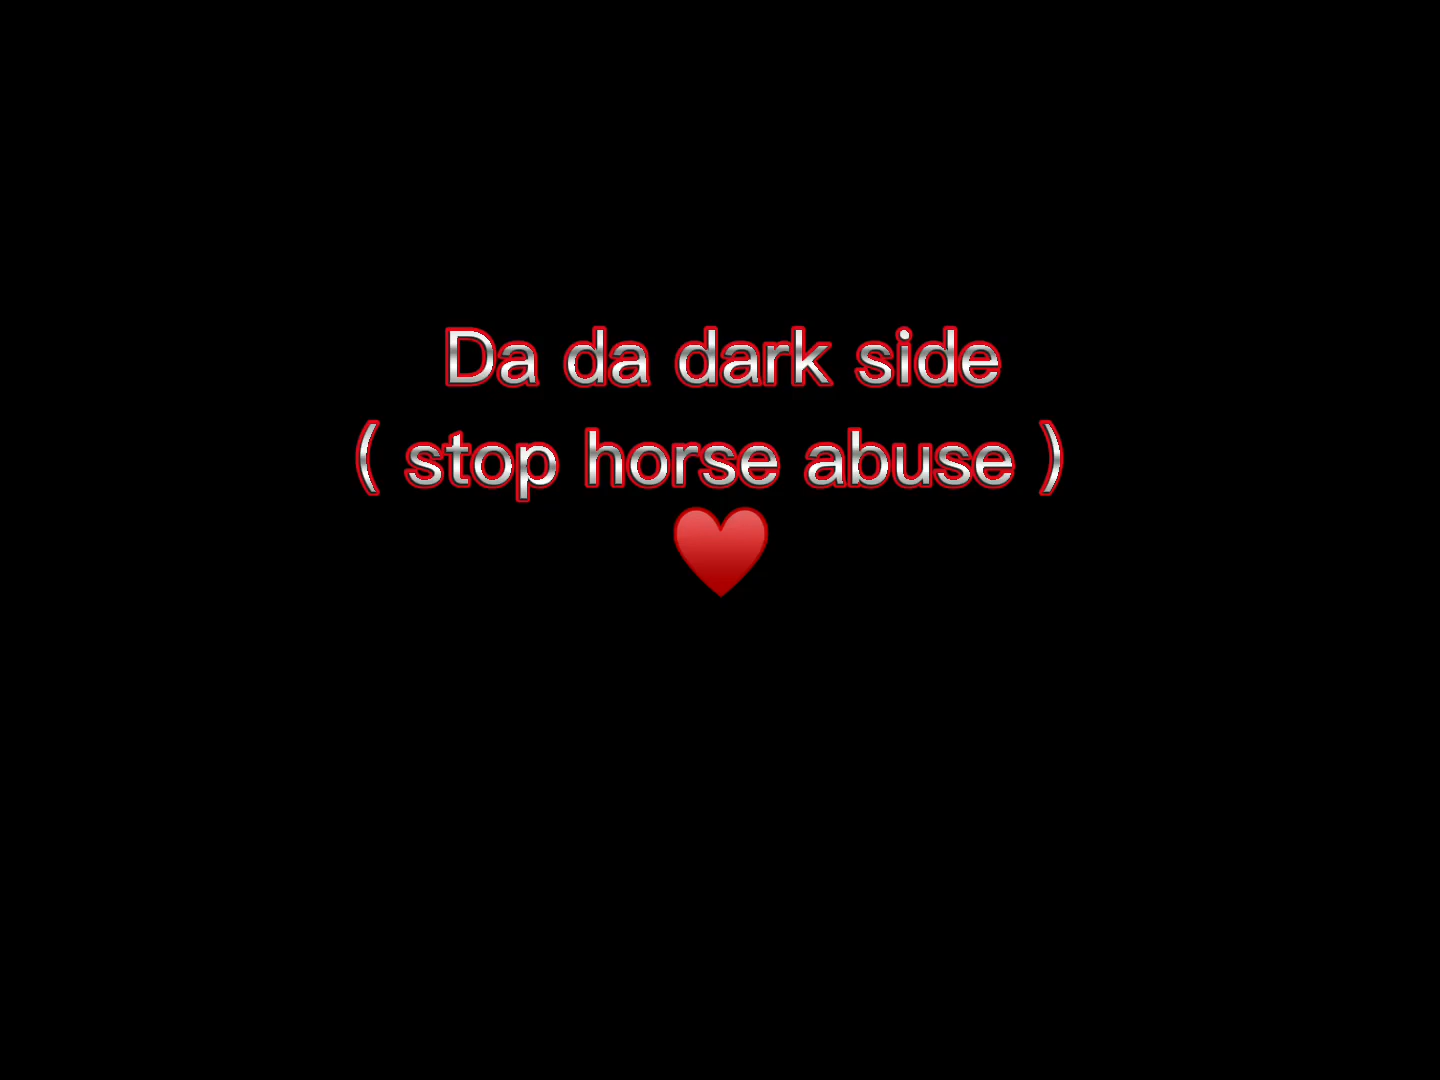 Da da dark side
( stop horse abuse )
♥